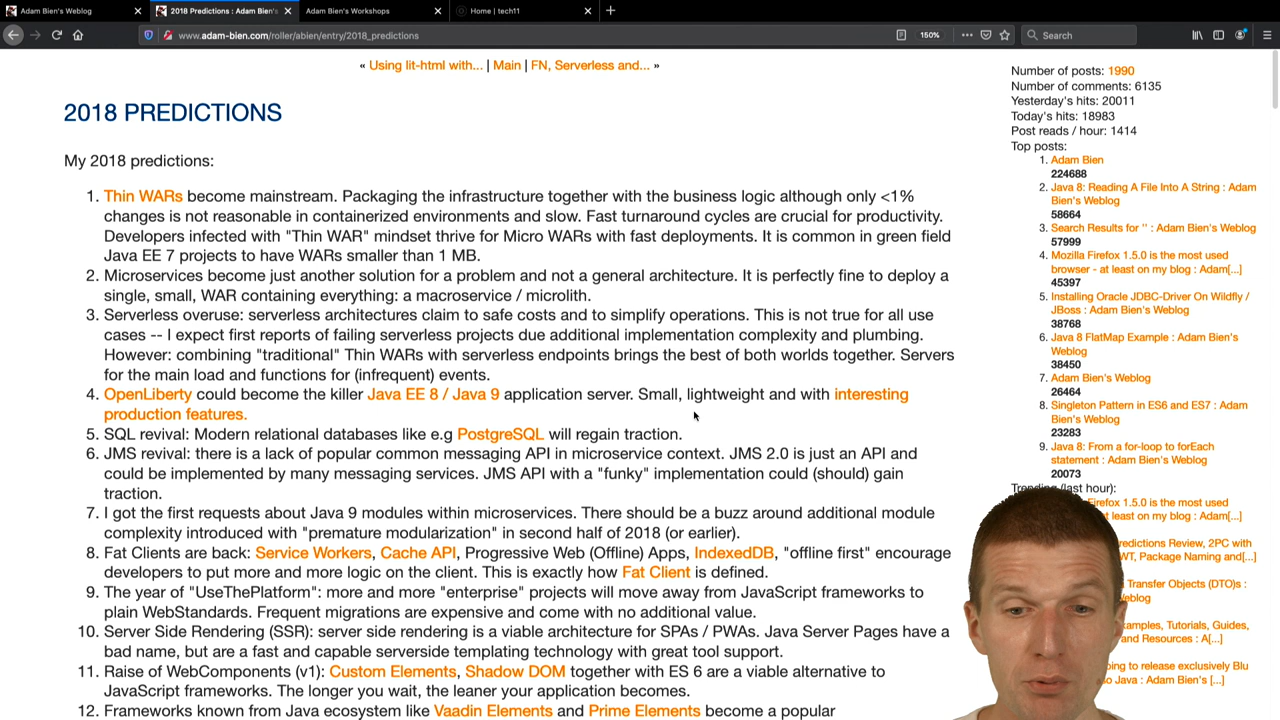 Adam Bien's Weblog
2018 Predictions : Adam Bien's
Adam Bien's Workshops
Home | tech11
www.adam-bien.com/roller/abien/entry/2018_predictions
150%
Search
« Using lit-html with... | Main | FN, Serverless and... »
2018 PREDICTIONS
My 2018 predictions:
1. Thin WARs become mainstream. Packaging the infrastructure together with the business logic although only <1%
changes is not reasonable in containerized environments and slow. Fast turnaround cycles are crucial for productivity.
Developers infected with "Thin WAR" mindset thrive for Micro WARs with fast deployments. It is common in green field
Java EE 7 projects to have WARs smaller than 1 MB.
2. Microservices become just another solution for a problem and not a general architecture. It is perfectly fine to deploy a
single, small, WAR containing everything: a macroservice / microlith.
3. Serverless overuse: serverless architectures claim to safe costs and to simplify operations. This is not true for all use
cases -- I expect first reports of failing serverless projects due additional implementation complexity and plumbing.
However: combining "traditional" Thin WARs with serverless endpoints brings the best of both worlds together. Servers
for the main load and functions for (infrequent) events.
4. OpenLiberty could become the killer Java EE 8 / Java 9 application server. Small, lightweight and with interesting
production features.
5. SQL revival: Modern relational databases like e.g PostgreSQL will regain traction.
6. JMS revival: there is a lack of popular common messaging API in microservice context. JMS 2.0 is just an API and
could be implemented by many messaging services. JMS API with a "funky" implementation could (should) gain
traction.
7. I got the first requests about Java 9 modules within microservices. There should be a buzz around additional module
complexity introduced with "premature modularization" in second half of 2018 (or earlier).
8. Fat Clients are back: Service Workers, Cache API, Progressive Web (Offline) Apps, IndexedDB, "offline first" encourage
developers to put more and more logic on the client. This is exactly how Fat Client is defined.
9. The year of "UseThePlatform": more and more "enterprise" projects will move away from JavaScript frameworks to
plain WebStandards. Frequent migrations are expensive and come with no additional value.
10. Server Side Rendering (SSR): server side rendering is a viable architecture for SPAs / PWAs. Java Server Pages have a
bad name, but are a fast and capable serverside templating technology with great tool support.
11. Raise of WebComponents (v1): Custom Elements, Shadow DOM together with ES 6 are a viable alternative to
JavaScript frameworks. The longer you wait, the leaner your application becomes.
12. Frameworks known from Java ecosystem like Vaadin Elements and Prime Elements become a popular
Number of posts: 1990
Number of comments: 6135
Yesterday's hits: 20011
Today's hits: 18983
Post reads / hour: 1414
Top posts:
1. Adam Bien
224688
2. Java 8: Reading A File Into A String : Adam
Bien's Weblog
58664
3. Search Results for '' : Adam Bien's Weblog
57999
4. Mozilla Firefox 1.5.0 is the most used
browser - at least on my blog : Adam[...]
45397
5. Installing Oracle JDBC-Driver On Wildfly /
JBoss : Adam Bien's Weblog
38768
6. Java 8 FlatMap Example : Adam Bien's
Weblog
38450
7. Adam Bien's Weblog
26464
8. Singleton Pattern in ES6 and ES7 : Adam
Bien's Weblog
23283
9. Java 8: From a for-loop to forEach
statement : Adam Bien's Weblog
20073
Trending (last hour):
Firefox 1.5.0 is the most used
at least on my blog : Adam[...]
Predictions Review, 2PC with
Package Naming and[...]
Transfer Objects (DTO)s :
Tutorials, Guides,
and Resources : A[...]
to release exclusively Blu
Java : Adam Bien's [...]